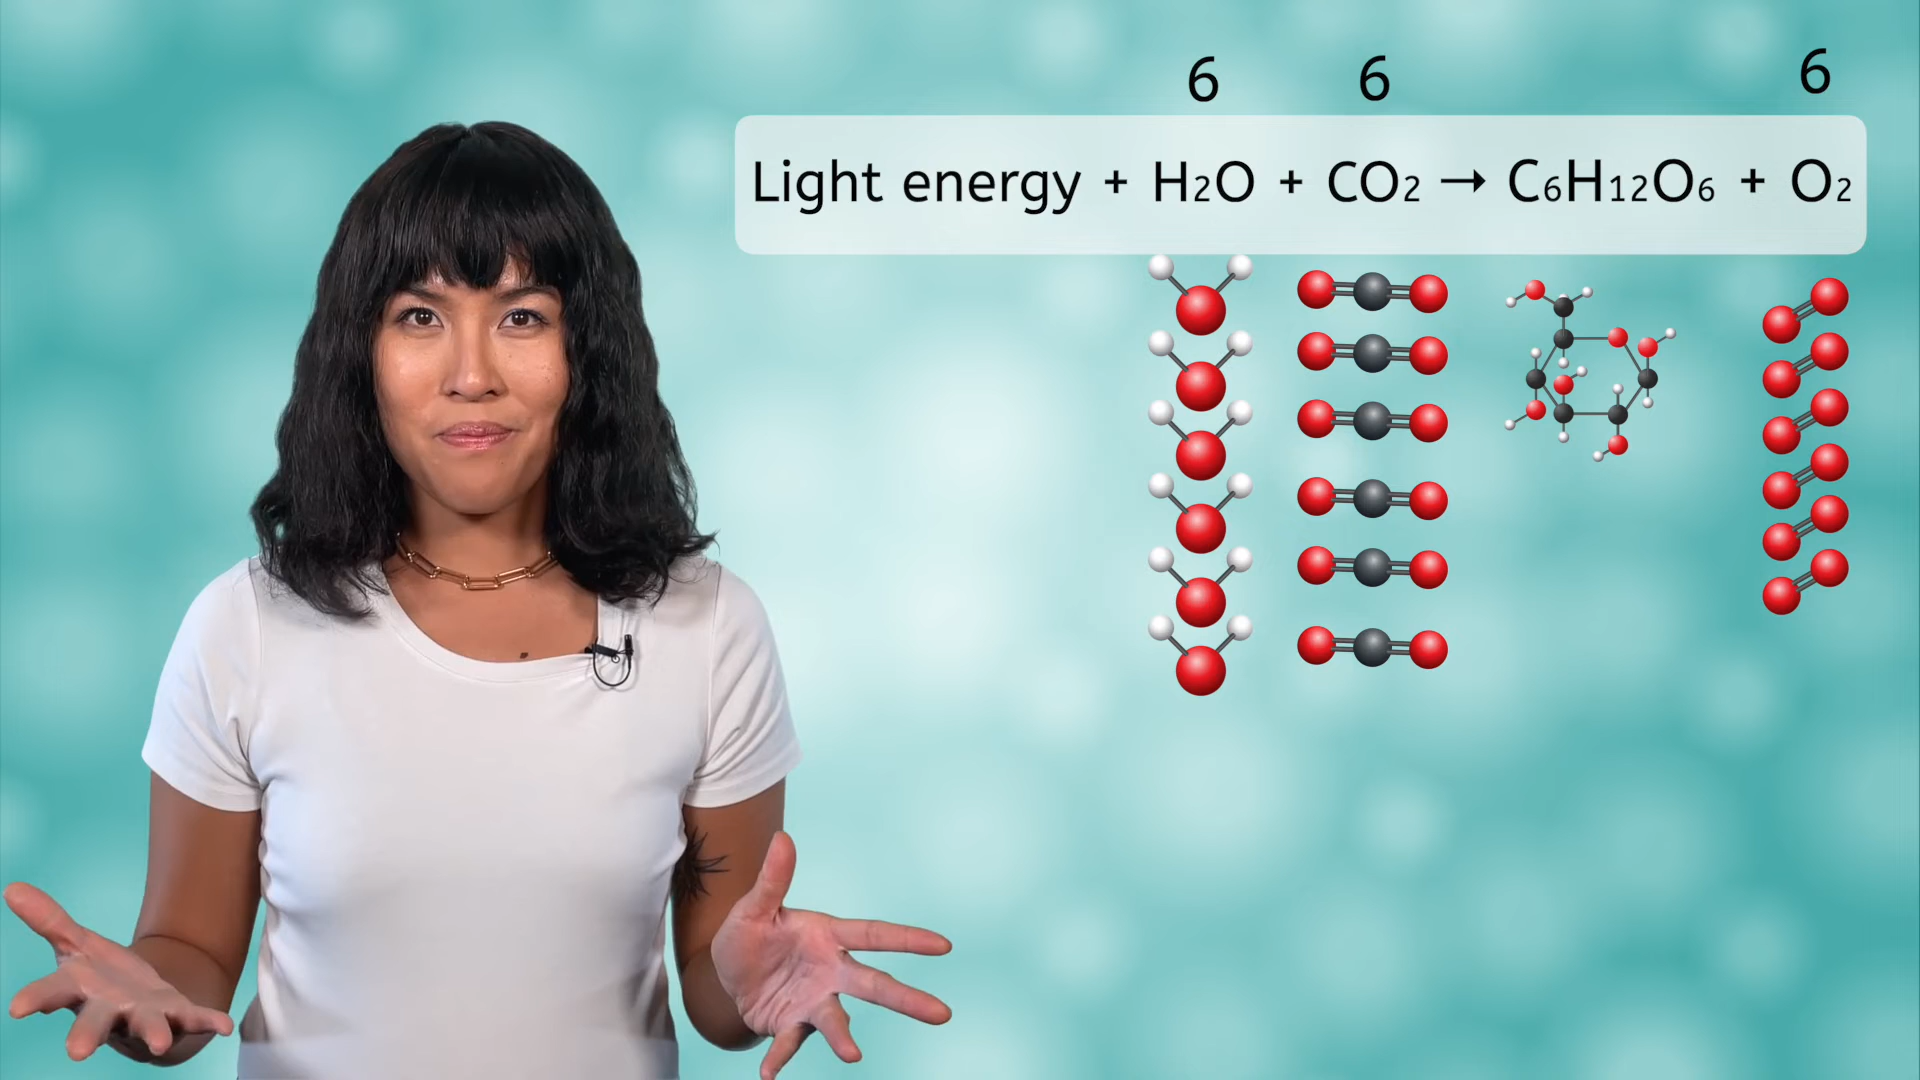 6 6 6
Light energy + H₂O + CO₂ → C₆H₁₂O₆ + O₂